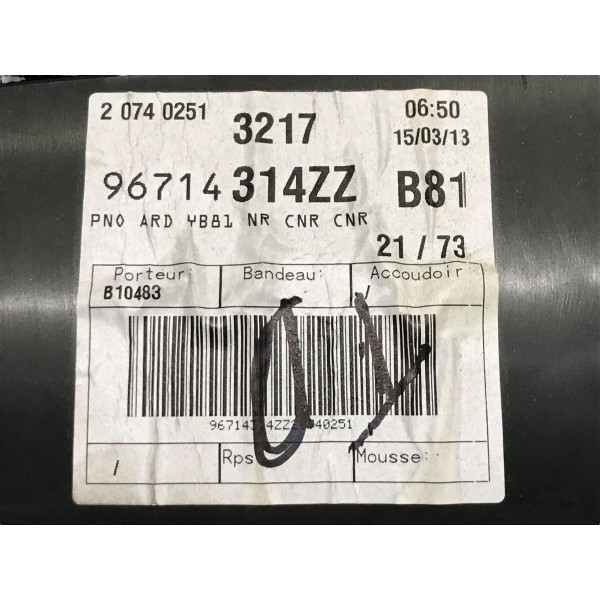 2 074 0251 3217 06:50
15/03/13
96714 314ZZ B81
PNO ARD YB81 NR CNR CNR
21 / 73
Porteur: Bandeau: Accoudoir:
B10483 /
/ Rps Mousse: